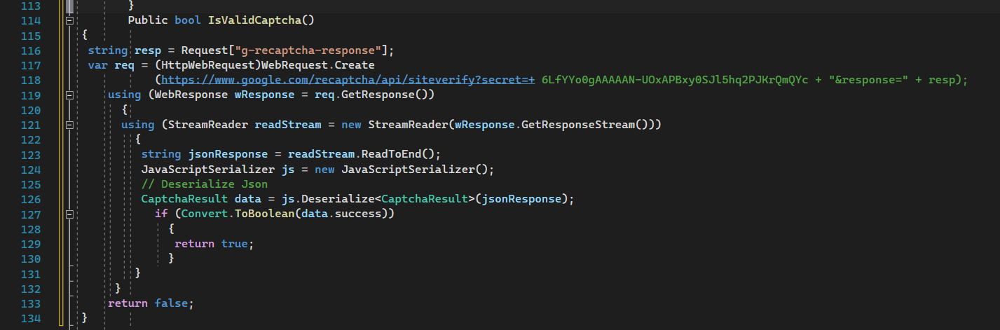 113 }
114 Public bool IsValidCaptcha()
115 {
116 string resp = Request["g-recaptcha-response"];
117 var req = (HttpWebRequest)WebRequest.Create
118 (https://www.google.com/recaptcha/api/siteverify?secret=+ 6LfYYo0gAAAAAN-UOxAPBxy0SJl5hq2PJKrQmQYc + "&response=" + resp);
119 using (WebResponse wResponse = req.GetResponse())
120 {
121 using (StreamReader readStream = new StreamReader(wResponse.GetResponseStream()))
122 {
123 string jsonResponse = readStream.ReadToEnd();
124 JavaScriptSerializer js = new JavaScriptSerializer();
125 // Deserialize Json
126 CaptchaResult data = js.Deserialize<CaptchaResult>(jsonResponse);
127 if (Convert.ToBoolean(data.success))
128 {
129 return true;
130 }
131 }
132 }
133 return false;
134 }